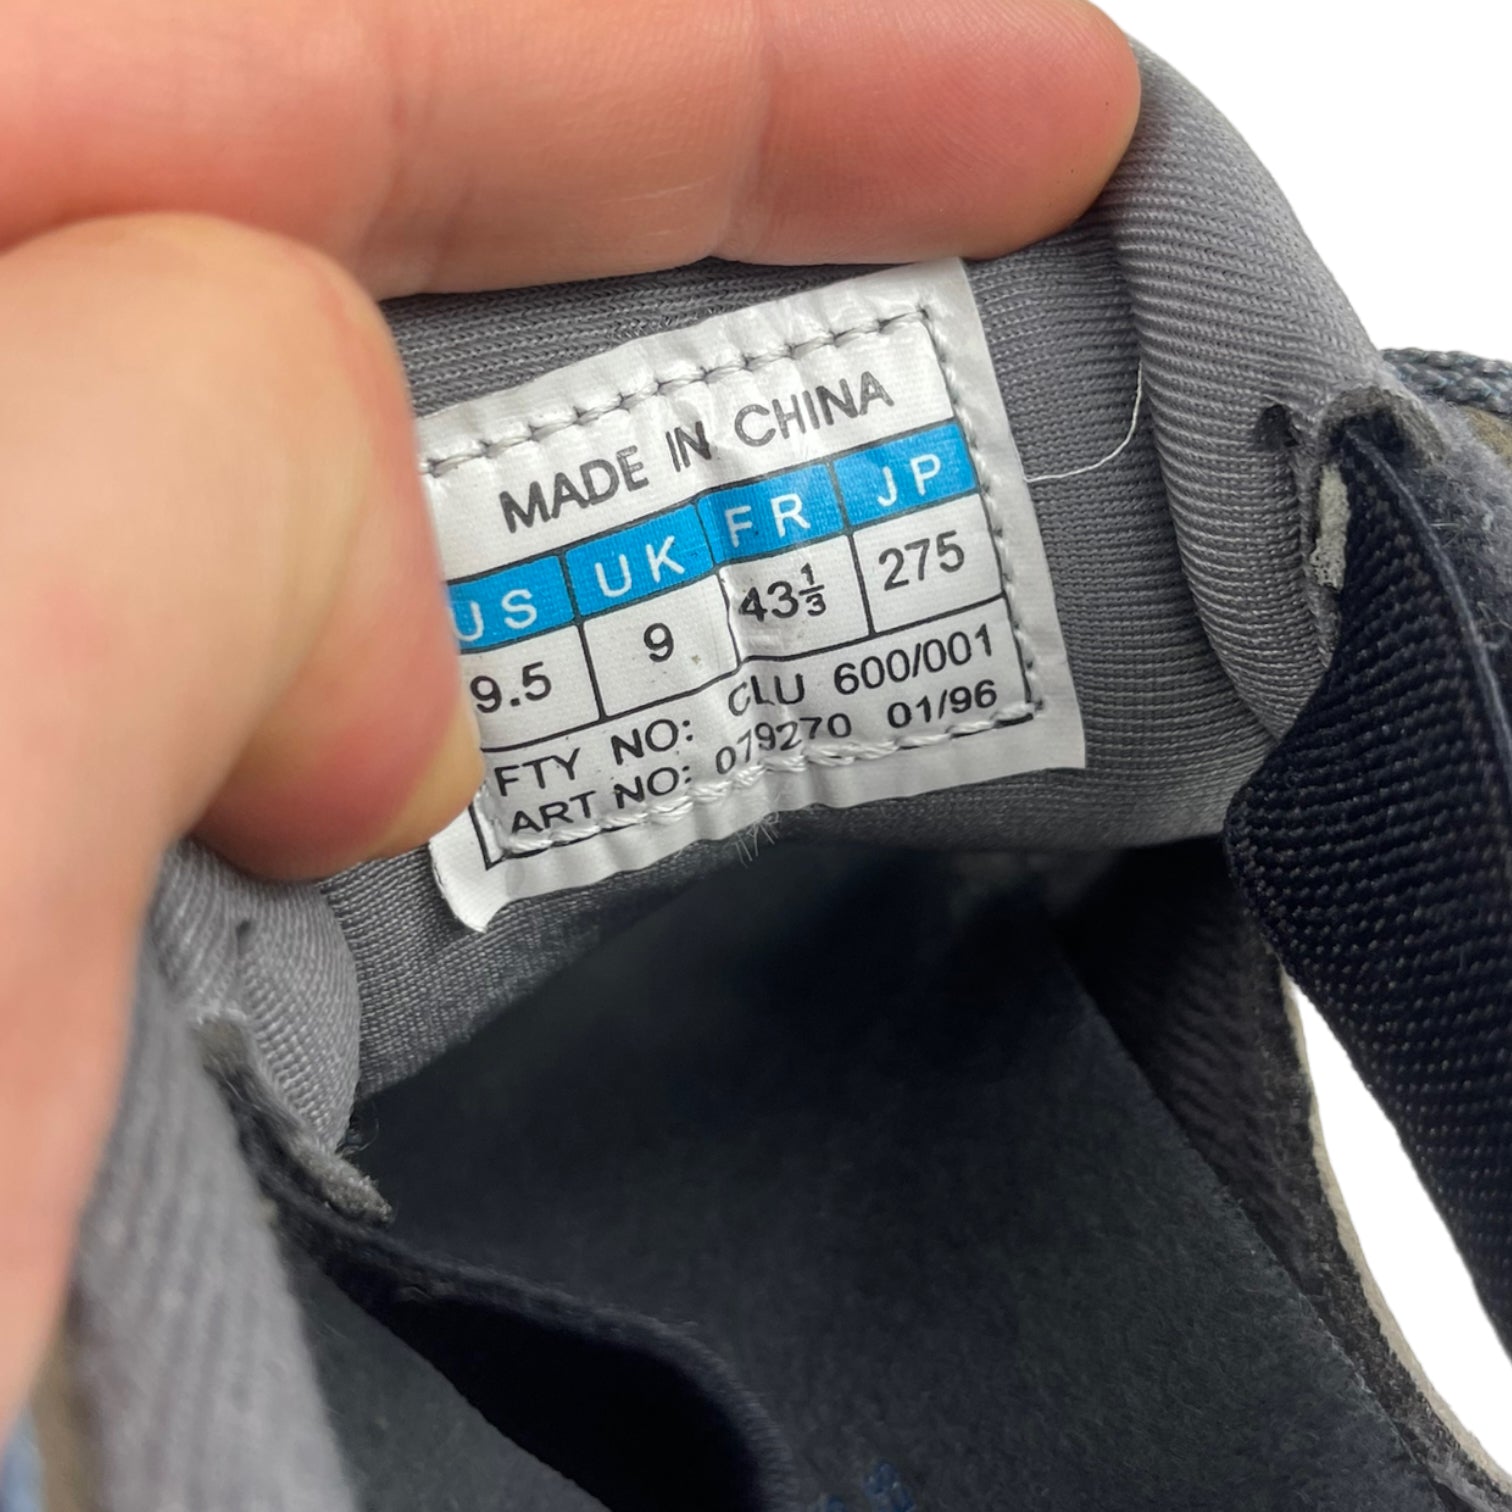 MADE IN CHINA
US UK FR JP
9.5 9 43⅓ 275
FTY NO: CLU 600/001
ART NO: 079270 01/96